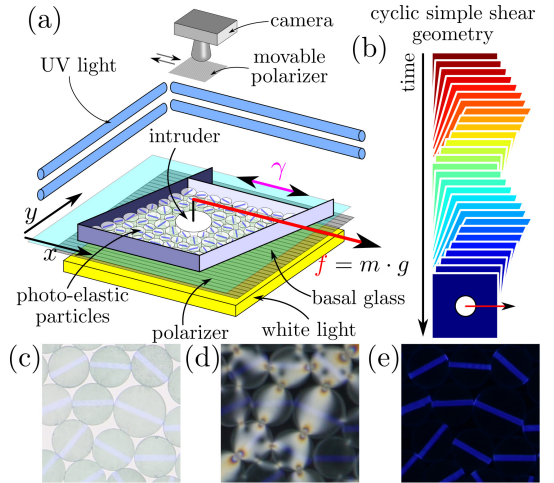 (a)
camera
movable
polarizer
UV light
intruder
γ
y
x
f = m · g
photo-elastic
particles
basal glass
polarizer
white light
cyclic simple shear
geometry
(b)
time
(c)
(d)
(e)